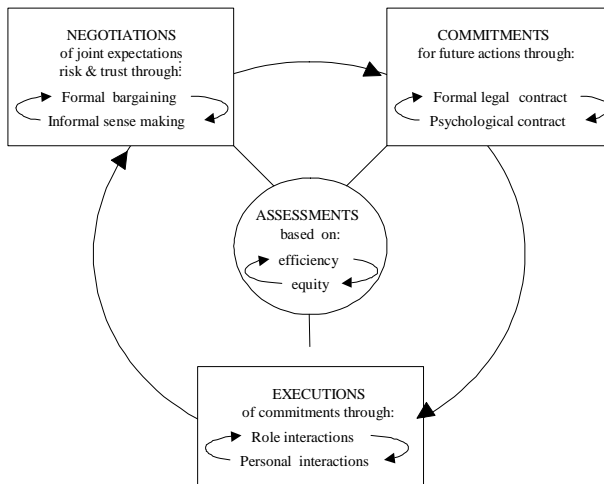 NEGOTIATIONS
of joint expectations
risk & trust through:
Formal bargaining
Informal sense making
COMMITMENTS
for future actions through:
Formal legal contract
Psychological contract
ASSESSMENTS
based on:
efficiency
equity
EXECUTIONS
of commitments through:
Role interactions
Personal interactions